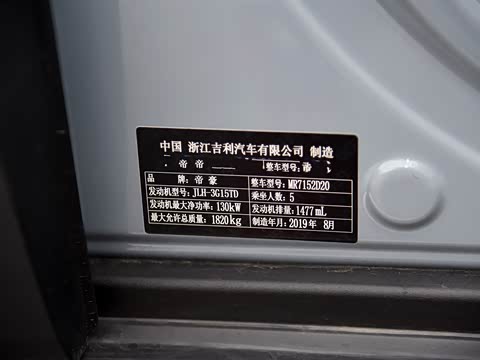 中国 浙江吉利汽车有限公司 制造
品 牌:帝豪 整车型号:MR7152D20
发动机型号:JLH-3G15TD 乘坐人数:5
发动机最大净功率:130kW 发动机排量:1477mL
最大允许总质量:1820kg 制造年月:2019年 8月